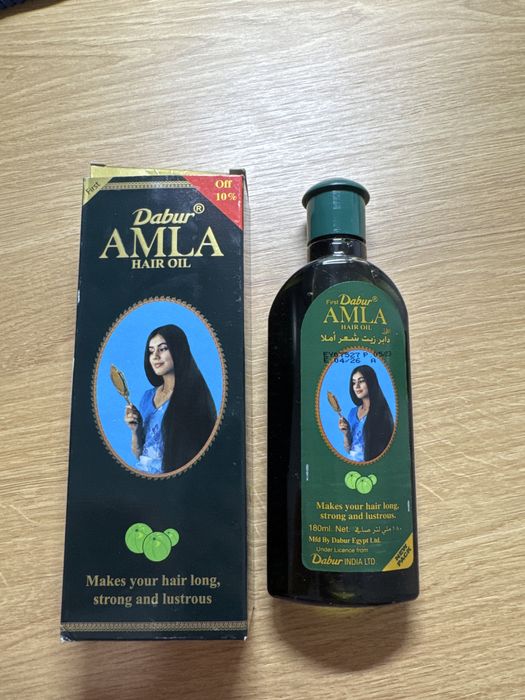 First
Off
10%
Dabur®
AMLA
HAIR OIL
Makes your hair long,
strong and lustrous
First Dabur®
AMLA
HAIR OIL
دابر زيت شعر أملا
E 04/26 A
Makes your hair long,
strong and lustrous.
180ml. Net.
Mfd By Dabur Egypt Ltd.
Under Licence from
Dabur INDIA LTD